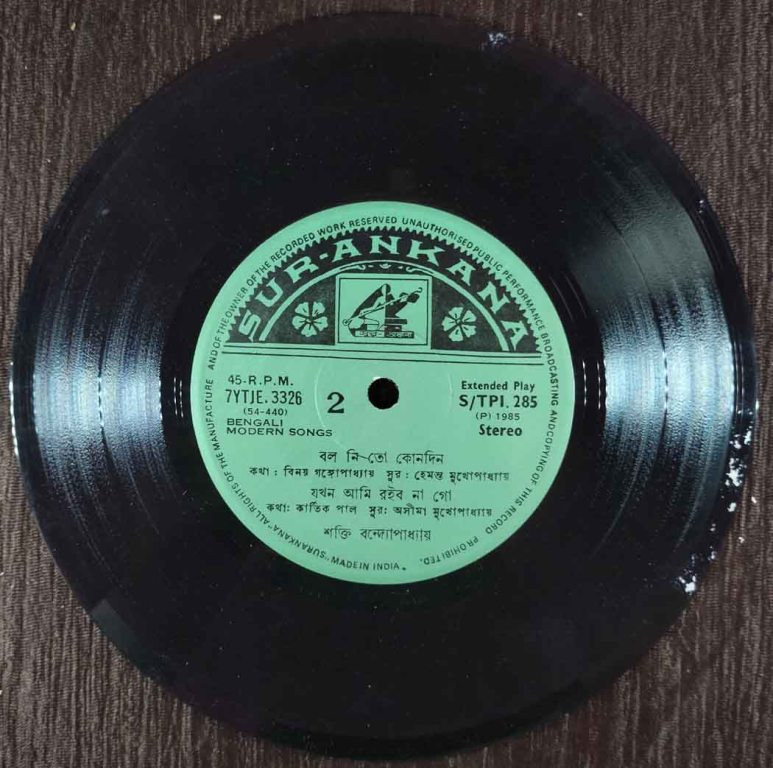 AND OF THE OWNER OF THE RECORDED WORK RESERVED UNAUTHORISED PUBLIC PERFORMANCE BROADCASTING AND COPYING OF THIS RECORD PROHIBITED.
SUR-ANKANA
45-R.P.M.
7YTJE.3326
(54-440)
BENGALI
MODERN SONGS
2
Extended Play
S/TPI.285
(P) 1985
Stereo
বল নি তো কোনদিন
কথা : বিনয় গঙ্গোপাধ্যায় সুর : হেমন্ত মুখোপাধ্যায়
যখন আমি রইব না গো
কথা: কার্তিক পাল সুর: অসীমা মুখোপাধ্যায়
শক্তি বন্দ্যোপাধ্যায়
"SURANKANA" ALL RIGHTS OF THE MANUFACTURE
MADE IN INDIA